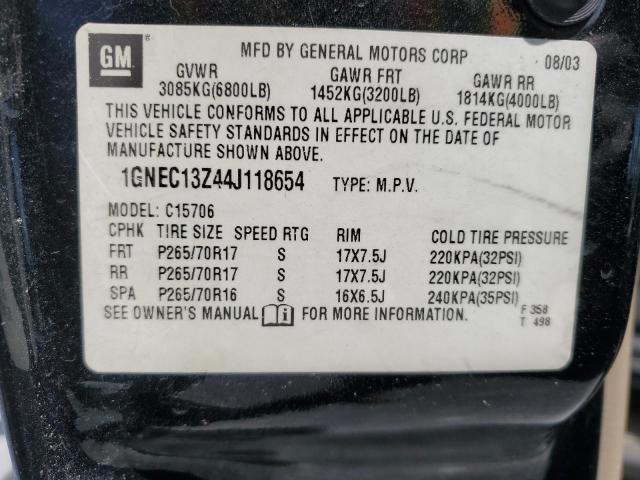 GM ® MFD BY GENERAL MOTORS CORP 08/03
GVWR GAWR FRT GAWR RR
3085KG(6800LB) 1452KG(3200LB) 1814KG(4000LB)
THIS VEHICLE CONFORMS TO ALL APPLICABLE U.S. FEDERAL MOTOR
VEHICLE SAFETY STANDARDS IN EFFECT ON THE DATE OF
MANUFACTURE SHOWN ABOVE.
1GNEC13Z44J118654 TYPE: M.P.V.
MODEL: C15706
CPHK TIRE SIZE SPEED RTG RIM COLD TIRE PRESSURE
FRT P265/70R17 S 17X7.5J 220KPA(32PSI)
RR P265/70R17 S 17X7.5J 220KPA(32PSI)
SPA P265/70R16 S 16X6.5J 240KPA(35PSI)
SEE OWNER'S MANUAL i FOR MORE INFORMATION.
F 358
T 498